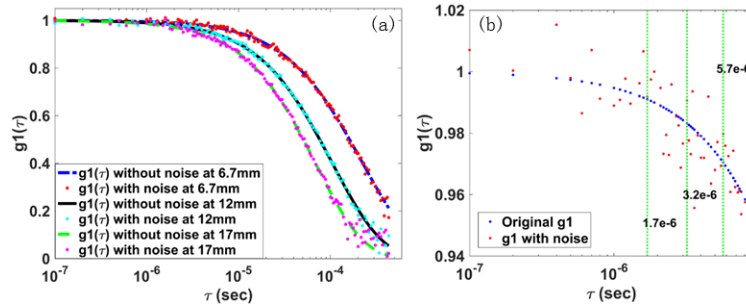 (a)
1
0.8
0.6
0.4
0.2
0
g1(τ)
g1(τ) without noise at 6.7mm
g1(τ) with noise at 6.7mm
g1(τ) without noise at 12mm
g1(τ) with noise at 12mm
g1(τ) without noise at 17mm
g1(τ) with noise at 17mm
10-7
10-6
10-5
10-4
τ (sec)
(b)
1.02
1
0.98
0.96
0.94
g1(τ)
5.7e-6
3.2e-6
1.7e-6
Original g1
g1 with noise
10-7
10-6
τ (sec)